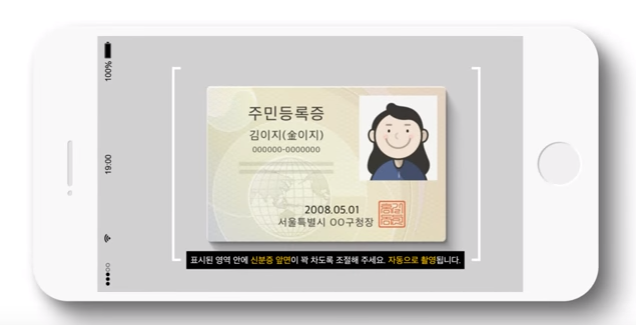 100%
19:00
주민등록증
김이지(金이지)
000000-0000000
2008.05.01
서울특별시 OO구청장
표시된 영역 안에 신분증 앞면이 꽉 차도록 조절해 주세요. 자동으로 촬영됩니다.